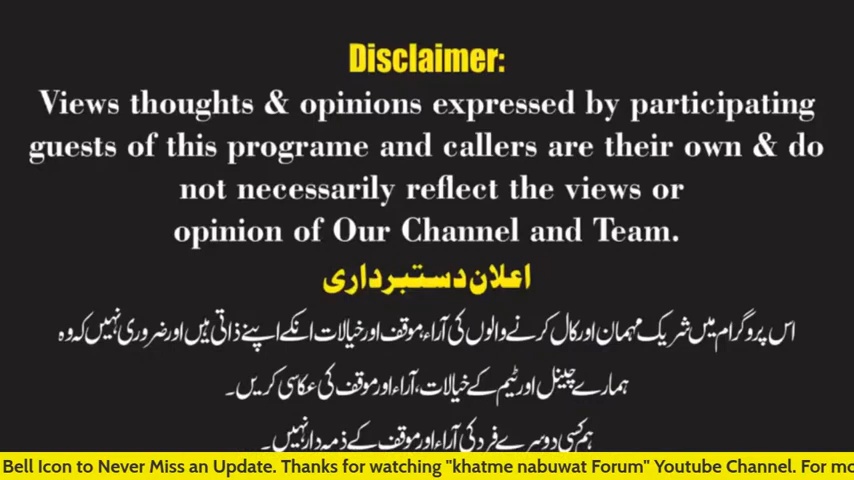 Disclaimer:
Views thoughts & opinions expressed by participating
guests of this programe and callers are their own & do
not necessarily reflect the views or
opinion of Our Channel and Team.
اعلان دستبرداری
اس پروگرام میں شریک مہمان اور کال کرنے والوں کی آراء، موقف اور خیالات انکے اپنے ذاتی ہیں اور ضروری نہیں کہ وہ
ہمارے چینل اور ٹیم کے خیالات، آراء اور موقف کی عکاسی کریں۔
ہم کسی دوسرے فرد کی آراء اور موقف کے ذمہ دار نہیں۔
Bell Icon to Never Miss an Update. Thanks for watching "khatme nabuwat Forum" Youtube Channel. For mo